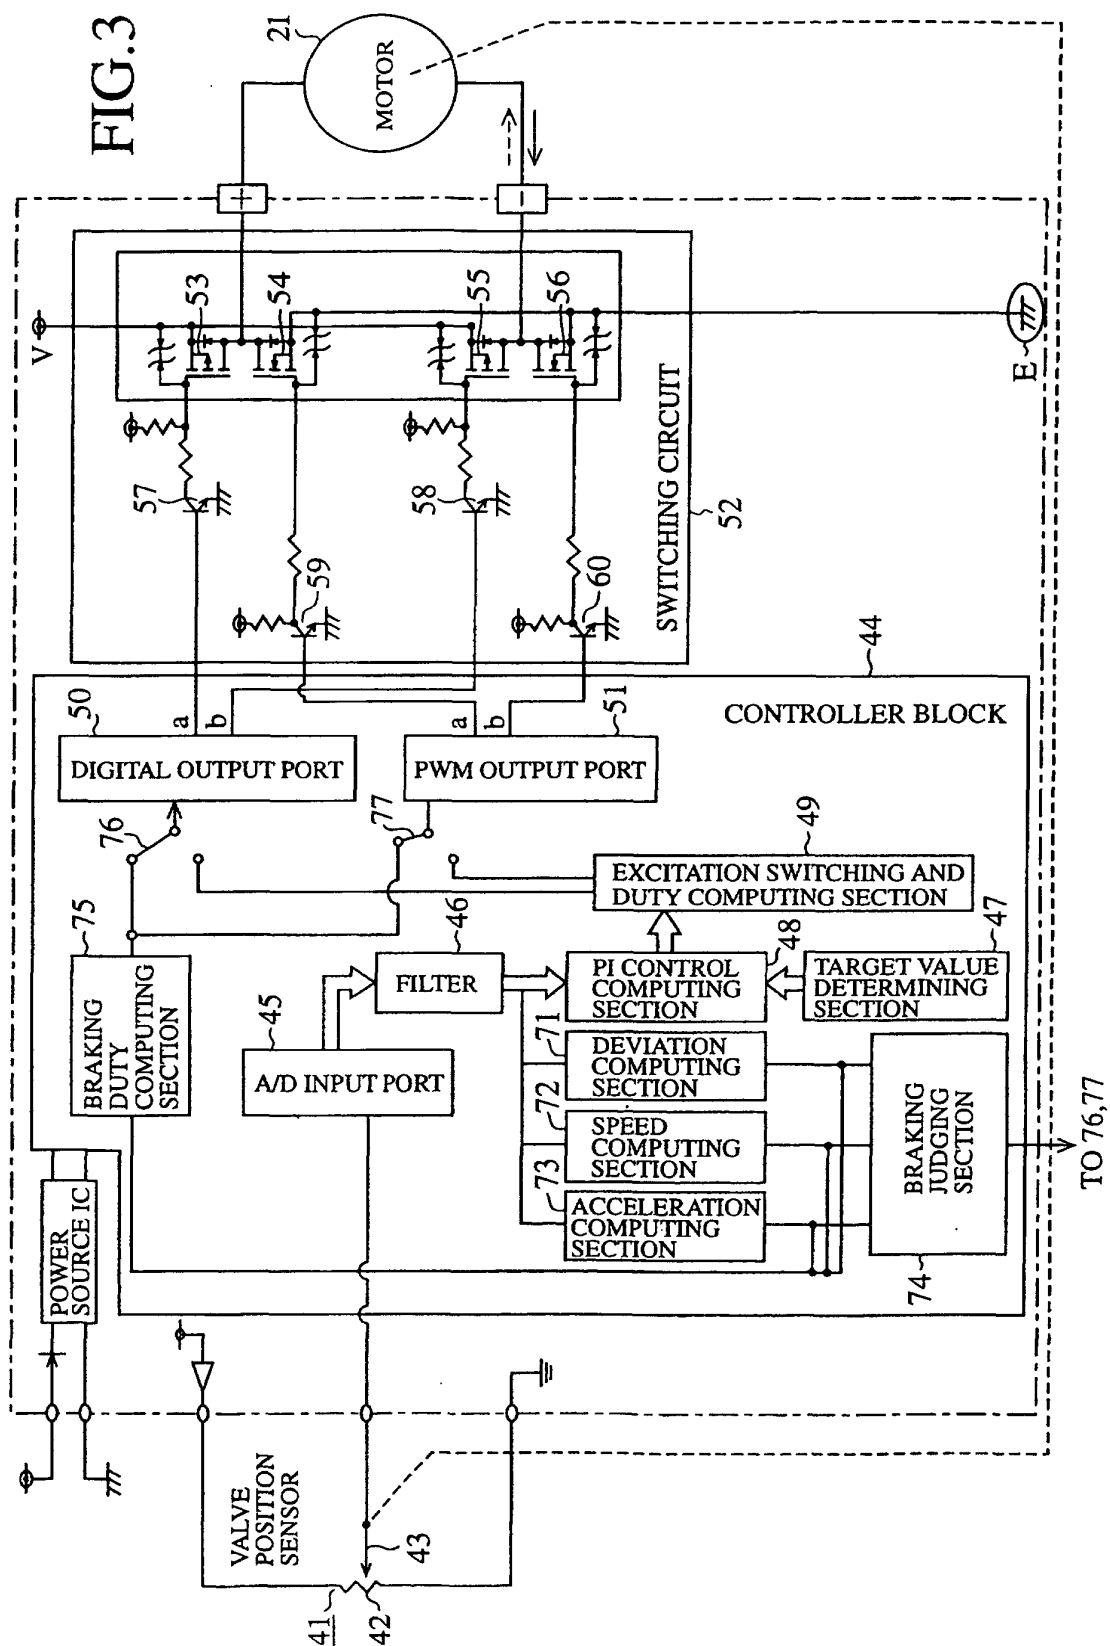 FIG.3
21
MOTOR
+
−
V
53
54
55
56
E
57
58
59
60
SWITCHING CIRCUIT
52
44
CONTROLLER BLOCK
50
a
b
DIGITAL OUTPUT PORT
51
a
b
PWM OUTPUT PORT
76
77
49
EXCITATION SWITCHING AND
DUTY COMPUTING SECTION
75
BRAKING
DUTY
COMPUTING
SECTION
46
FILTER
48
PI CONTROL
COMPUTING
SECTION
47
TARGET VALUE
DETERMINING
SECTION
45
A/D INPUT PORT
71
DEVIATION
COMPUTING
SECTION
72
SPEED
COMPUTING
SECTION
73
ACCELERATION
COMPUTING
SECTION
BRAKING
JUDGING
SECTION
74
TO 76,77
POWER
SOURCE IC
VALVE
POSITION
SENSOR
43
41
42